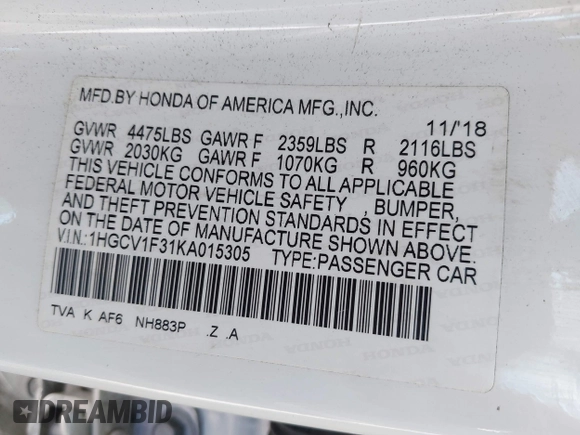 MFD.BY HONDA OF AMERICA MFG.,INC.
11/'18
GVWR 4475LBS GAWR F 2359LBS R 2116LBS
GVWR 2030KG GAWR F 1070KG R 960KG
THIS VEHICLE CONFORMS TO ALL APPLICABLE
FEDERAL MOTOR VEHICLE SAFETY , BUMPER,
AND THEFT PREVENTION STANDARDS IN EFFECT
ON THE DATE OF MANUFACTURE SHOWN ABOVE.
V.I.N.:1HGCV1F31KA015305 TYPE:PASSENGER CAR
TVA K AF6 NH883P .Z .A
DREAMBID